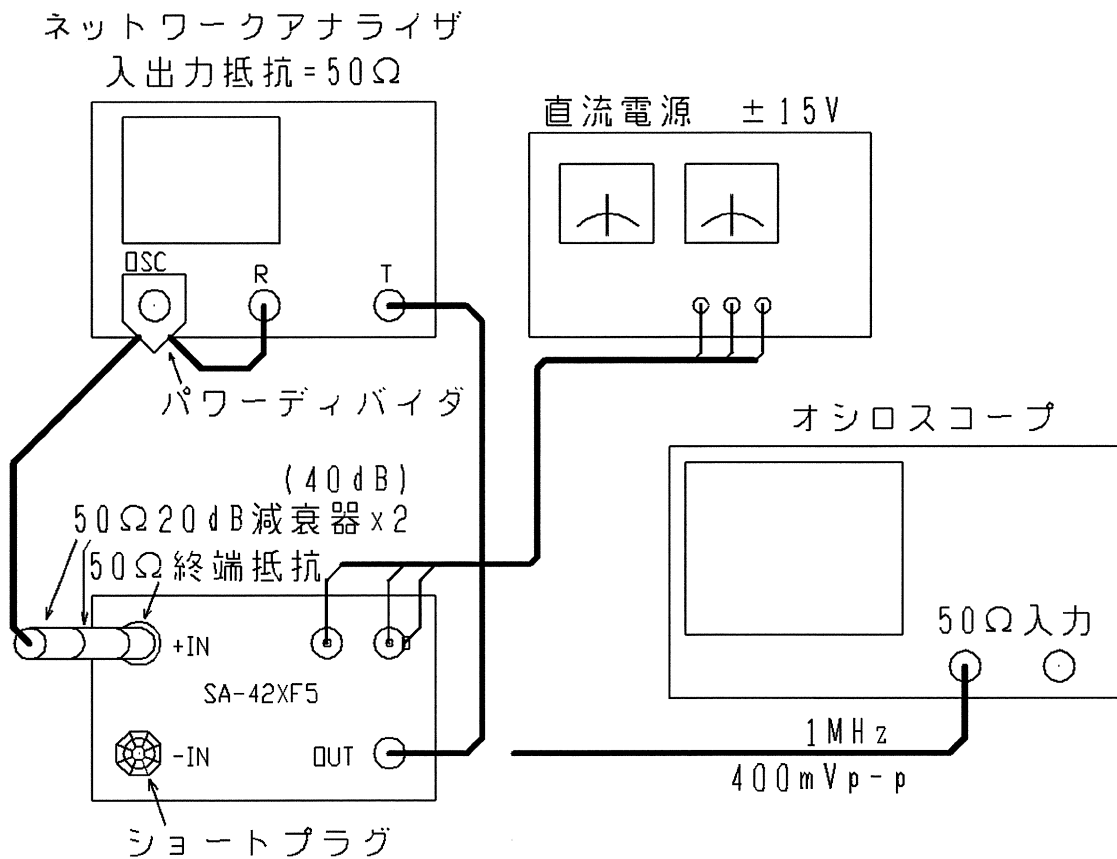 ネットワークアナライザ
入出力抵抗=50Ω
OSC
R
T
パワーディバイダ
直流電源 ±15V
オシロスコープ
50Ω入力
(40dB)
50Ω20dB減衰器x2
50Ω終端抵抗
+IN
SA-42XF5
-IN
OUT
ショートプラグ
1MHz
400mVp-p